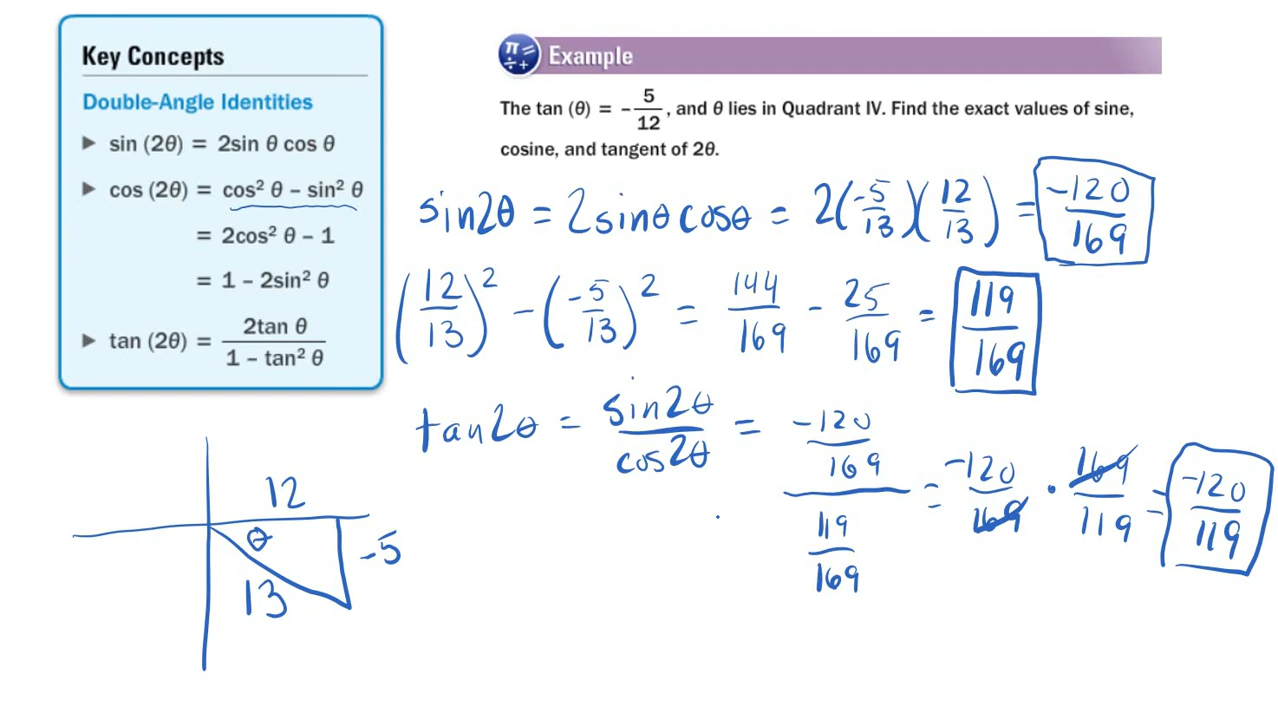 Key Concepts
Double-Angle Identities
▶ sin (2θ) = 2sin θ cos θ
▶ cos (2θ) = cos² θ – sin² θ
= 2cos² θ – 1
= 1 – 2sin² θ
▶ tan (2θ) = 2tan θ / 1 – tan² θ
π = ÷ + Example
The tan (θ) = –5/12, and θ lies in Quadrant IV. Find the exact values of sine,
cosine, and tangent of 2θ.
sin2θ = 2sinθcosθ = 2(-5/13)(12/13) = -120/169
(12/13)² – (-5/13)² = 144/169 – 25/169 = 119/169
tan2θ = sin2θ/cos2θ = (-120/169)/(119/169) = -120/169 · 169/119 = -120/119
12
θ
-5
13